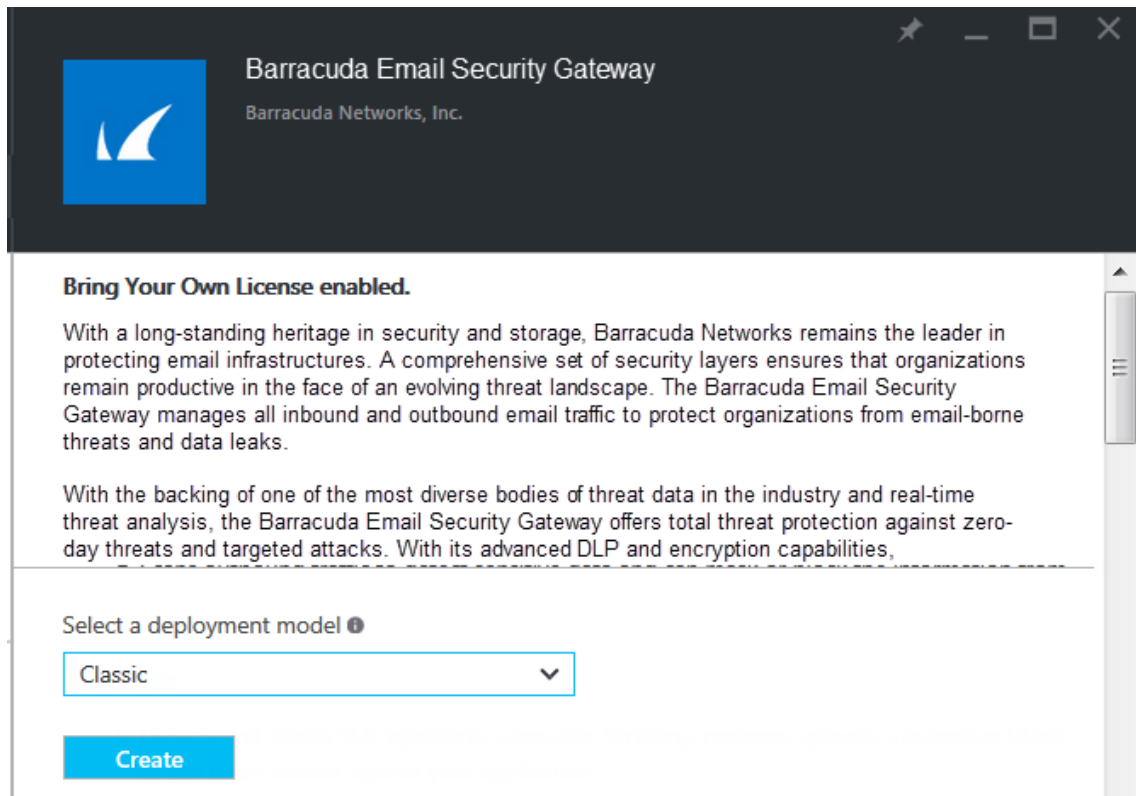 Barracuda Email Security Gateway
Barracuda Networks, Inc.
Bring Your Own License enabled.
With a long-standing heritage in security and storage, Barracuda Networks remains the leader in
protecting email infrastructures. A comprehensive set of security layers ensures that organizations
remain productive in the face of an evolving threat landscape. The Barracuda Email Security
Gateway manages all inbound and outbound email traffic to protect organizations from email-borne
threats and data leaks.
With the backing of one of the most diverse bodies of threat data in the industry and real-time
threat analysis, the Barracuda Email Security Gateway offers total threat protection against zero-
day threats and targeted attacks. With its advanced DLP and encryption capabilities,
Select a deployment model
Classic
Create